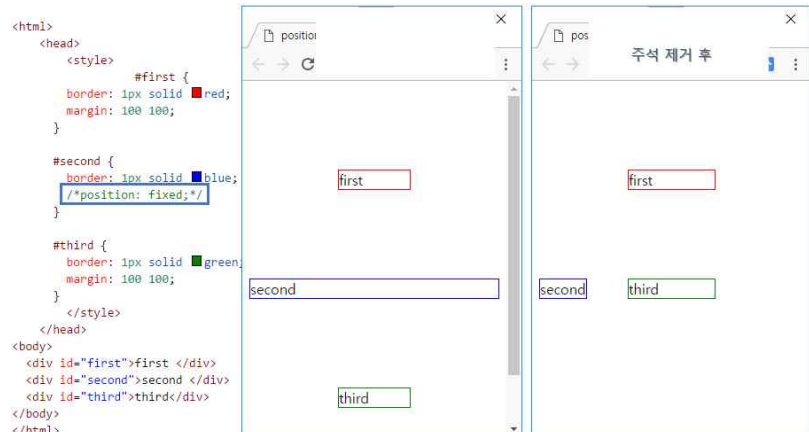 <html>
<head>
<style>
#first {
border: 1px solid red;
margin: 100 100;
}
#second {
border: 1px solid blue;
/*position: fixed;*/
}
#third {
border: 1px solid green;
margin: 100 100;
}
</style>
</head>
<body>
<div id="first">first </div>
<div id="second">second </div>
<div id="third">third</div>
</body>
</html>
position
first
second
third
pos
주석 제거 후
first
second
third